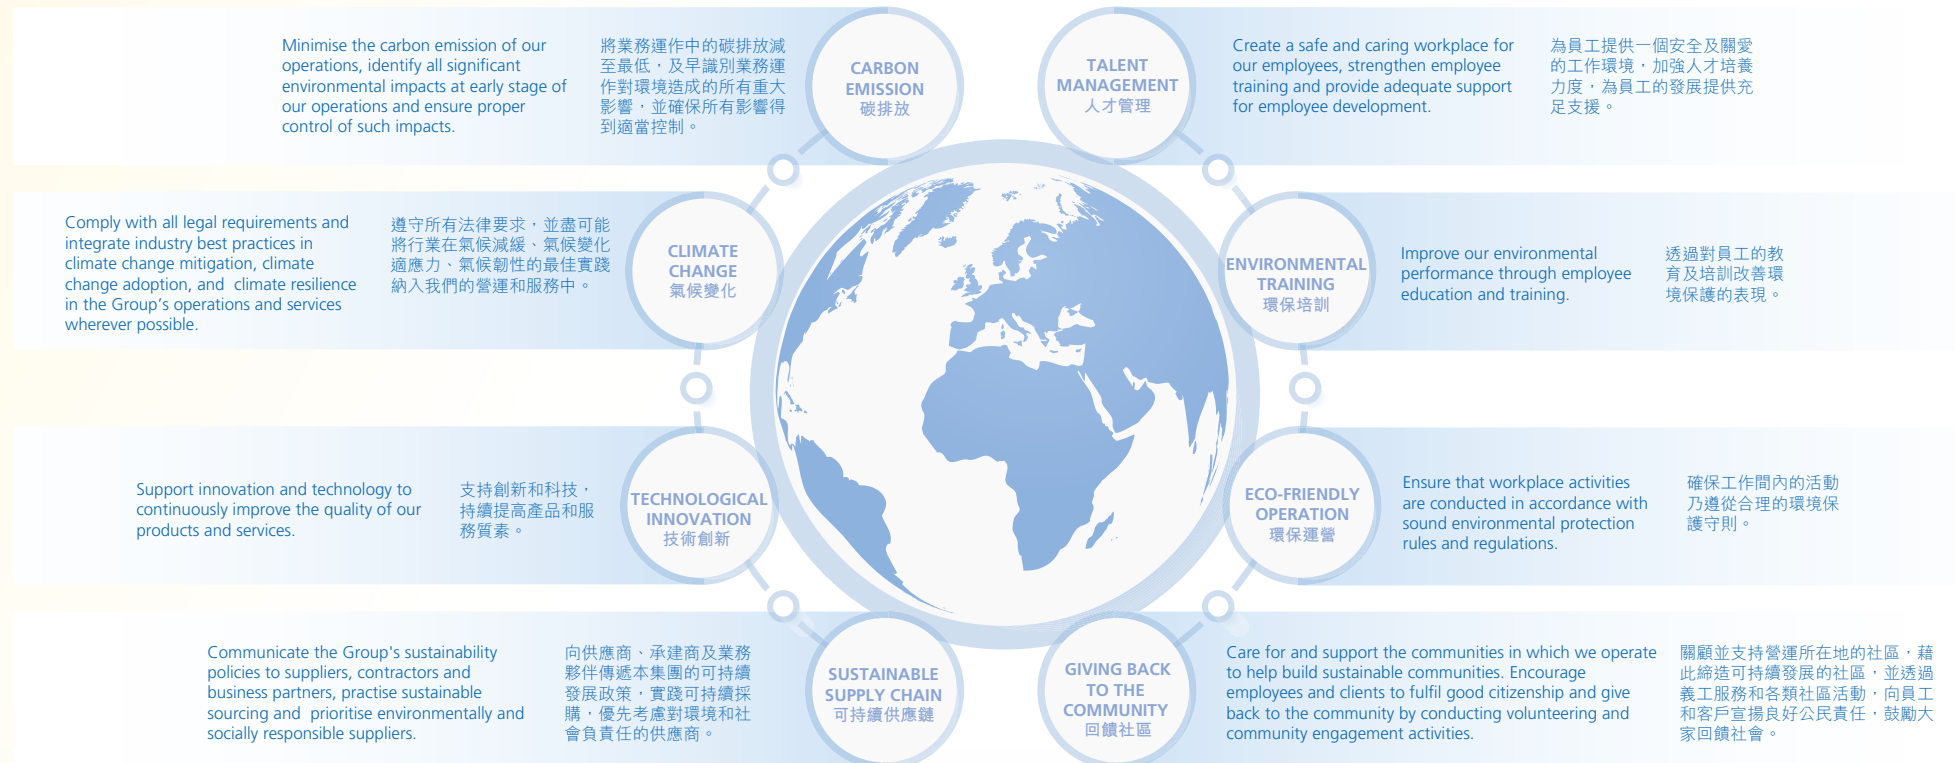 Minimise the carbon emission of our
operations, identify all significant
environmental impacts at early stage of
our operations and ensure proper
control of such impacts.
將業務運作中的碳排放減
至最低，及早識別業務運
作對環境造成的所有重大
影響，並確保所有影響得
到適當控制。
CARBON
EMISSION
碳排放
TALENT
MANAGEMENT
人才管理
Create a safe and caring workplace for
our employees, strengthen employee
training and provide adequate support
for employee development.
為員工提供一個安全及關愛
的工作環境，加強人才培養
力度，為員工的發展提供充
足支援。
Comply with all legal requirements and
integrate industry best practices in
climate change mitigation, climate
change adoption, and  climate resilience
in the Group’s operations and services
wherever possible.
遵守所有法律要求，並盡可能
將行業在氣候減緩、氣候變化
適應力、氣候韌性的最佳實踐
納入我們的營運和服務中。
CLIMATE
CHANGE
氣候變化
ENVIRONMENTAL
TRAINING
環保培訓
Improve our environmental
performance through employee
education and training.
透過對員工的教
育及培訓改善環
境保護的表現。
Support innovation and technology to
continuously improve the quality of our
products and services.
支持創新和科技，
持續提高產品和服
務質素。
TECHNOLOGICAL
INNOVATION
技術創新
ECO-FRIENDLY
OPERATION
環保運營
Ensure that workplace activities
are conducted in accordance with
sound environmental protection
rules and regulations.
確保工作間內的活動
乃遵從合理的環境保
護守則。
Communicate the Group's sustainability
policies to suppliers, contractors and
business partners, practise sustainable
sourcing and  prioritise environmentally and
socially responsible suppliers.
向供應商、承建商及業務
夥伴傳遞本集團的可持續
發展政策，實踐可持續採
購，優先考慮對環境和社
會負責任的供應商。
SUSTAINABLE
SUPPLY CHAIN
可持續供應鏈
GIVING BACK
TO THE
COMMUNITY
回饋社區
Care for and support the communities in which we operate
to help build sustainable communities. Encourage
employees and clients to fulfil good citizenship and give
back to the community by conducting volunteering and
community engagement activities.
關顧並支持營運所在地的社區，藉
此締造可持續發展的社區，並透過
義工服務和各類社區活動，向員工
和客戶宣揚良好公民責任，鼓勵大
家回饋社會。